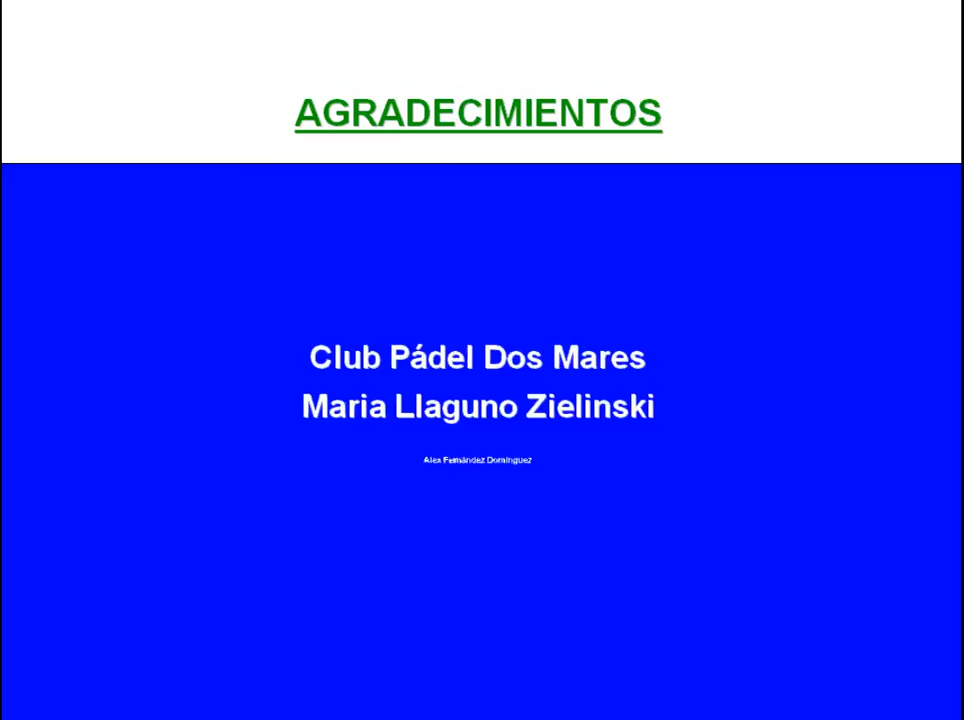 AGRADECIMIENTOS
Club Pádel Dos Mares
Maria Llaguno Zielinski
Alex Fernández Domínguez